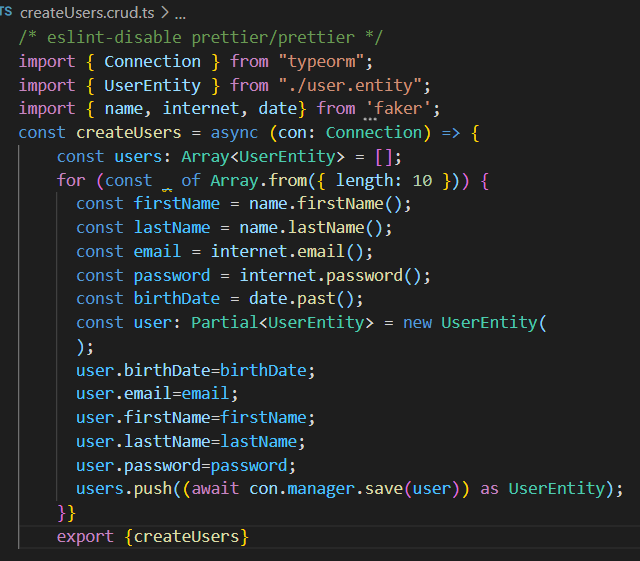 TS createUsers.crud.ts > ...
/* eslint-disable prettier/prettier */
import { Connection } from "typeorm";
import { UserEntity } from "./user.entity";
import { name, internet, date} from 'faker';
const createUsers = async (con: Connection) => {
    const users: Array<UserEntity> = [];
    for (const _ of Array.from({ length: 10 })) {
      const firstName = name.firstName();
      const lastName = name.lastName();
      const email = internet.email();
      const password = internet.password();
      const birthDate = date.past();
      const user: Partial<UserEntity> = new UserEntity(
      );
      user.birthDate=birthDate;
      user.email=email;
      user.firstName=firstName;
      user.lasttName=lastName;
      user.password=password;
      users.push((await con.manager.save(user)) as UserEntity);
    }}
    export {createUsers}